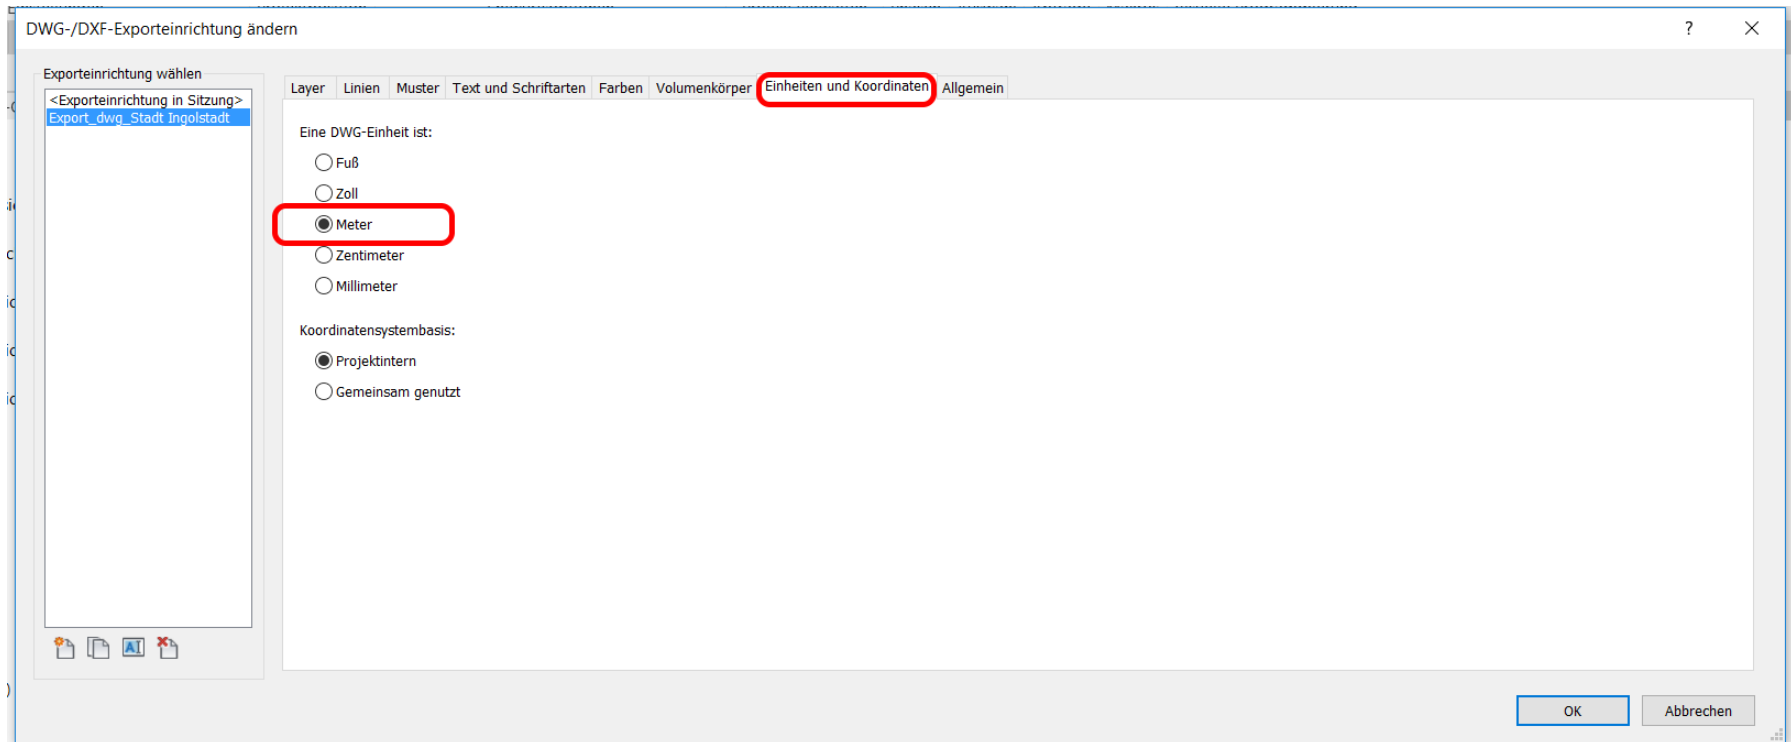 DWG-/DXF-Exporteinrichtung ändern
?
Exporteinrichtung wählen
<Exporteinrichtung in Sitzung>
Export_dwg_Stadt Ingolstadt
Layer Linien Muster Text und Schriftarten Farben Volumenkörper Einheiten und Koordinaten Allgemein
Eine DWG-Einheit ist:
Fuß
Zoll
Meter
Zentimeter
Millimeter
Koordinatensystembasis:
Projektintern
Gemeinsam genutzt
AI
OK Abbrechen